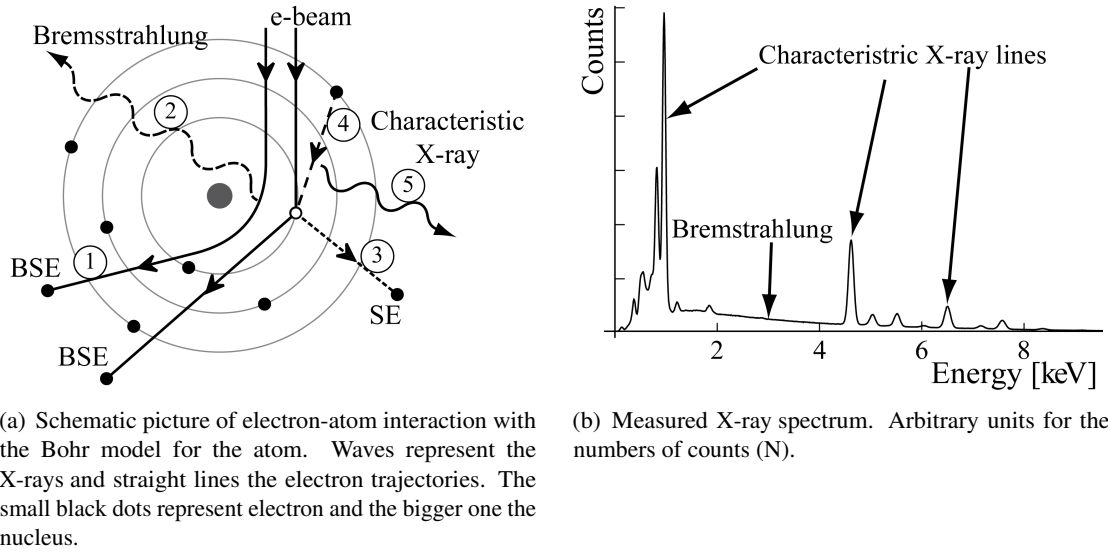 e-beam
Bremsstrahlung
2
4
Characteristic
X-ray
5
1
BSE
3
SE
BSE
Counts
Characteristric X-ray lines
Bremstrahlung
2
4
6
8
Energy [keV]
(a) Schematic picture of electron-atom interaction with
the Bohr model for the atom. Waves represent the
X-rays and straight lines the electron trajectories. The
small black dots represent electron and the bigger one the
nucleus.
(b) Measured X-ray spectrum. Arbitrary units for the
numbers of counts (N).